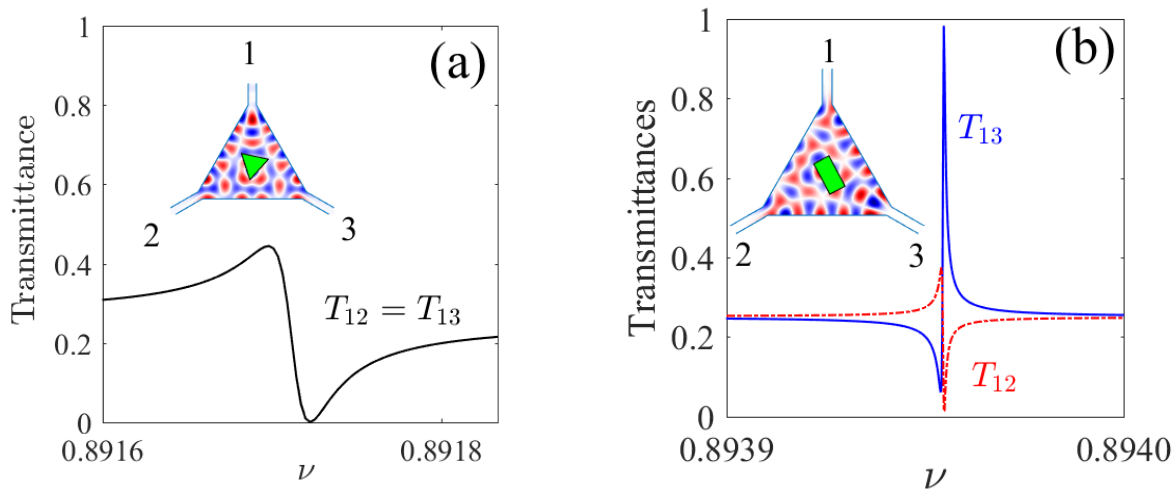 (a)
Transmittance
1
0.8
0.6
0.4
0.2
0
1
2
3
T₁₂ = T₁₃
0.8916
0.8918
ν
(b)
Transmittances
1
0.8
0.6
0.4
0.2
0
1
2
3
T₁₃
T₁₂
0.8939
0.8940
ν